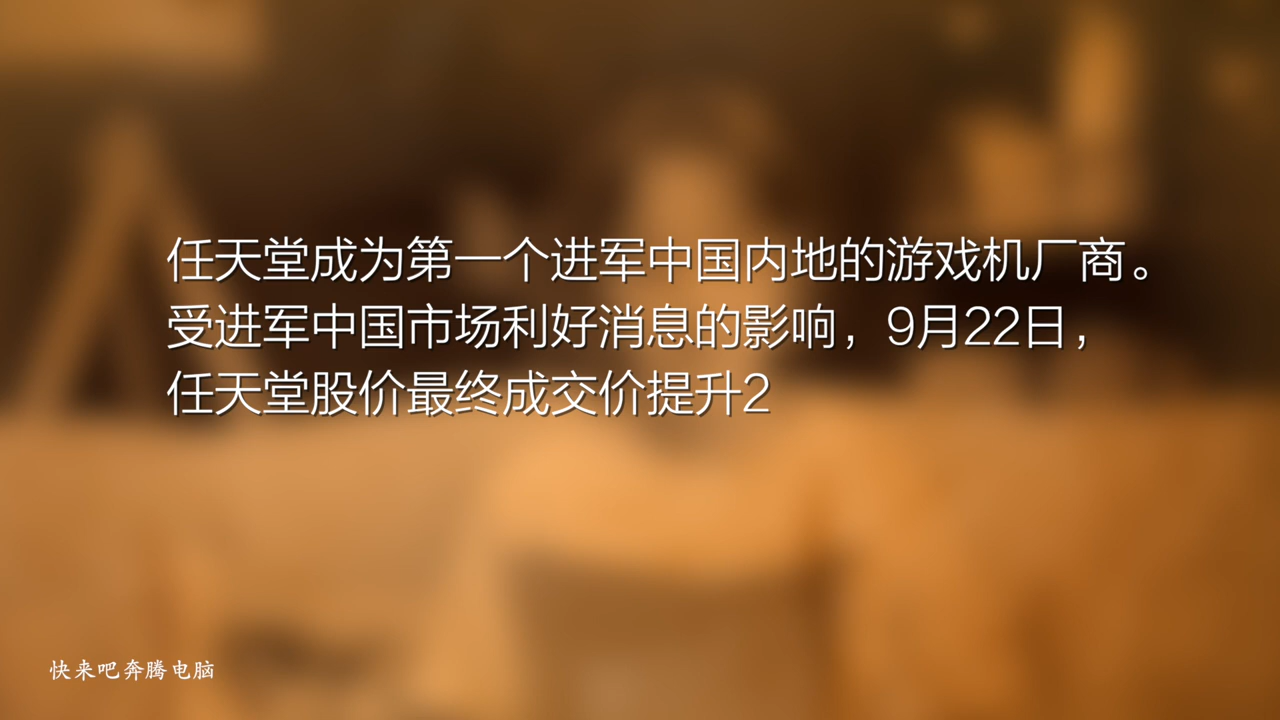 任天堂成为第一个进军中国内地的游戏机厂商。
受进军中国市场利好消息的影响，9月22日，
任天堂股价最终成交价提升2
快来吧奔腾电脑